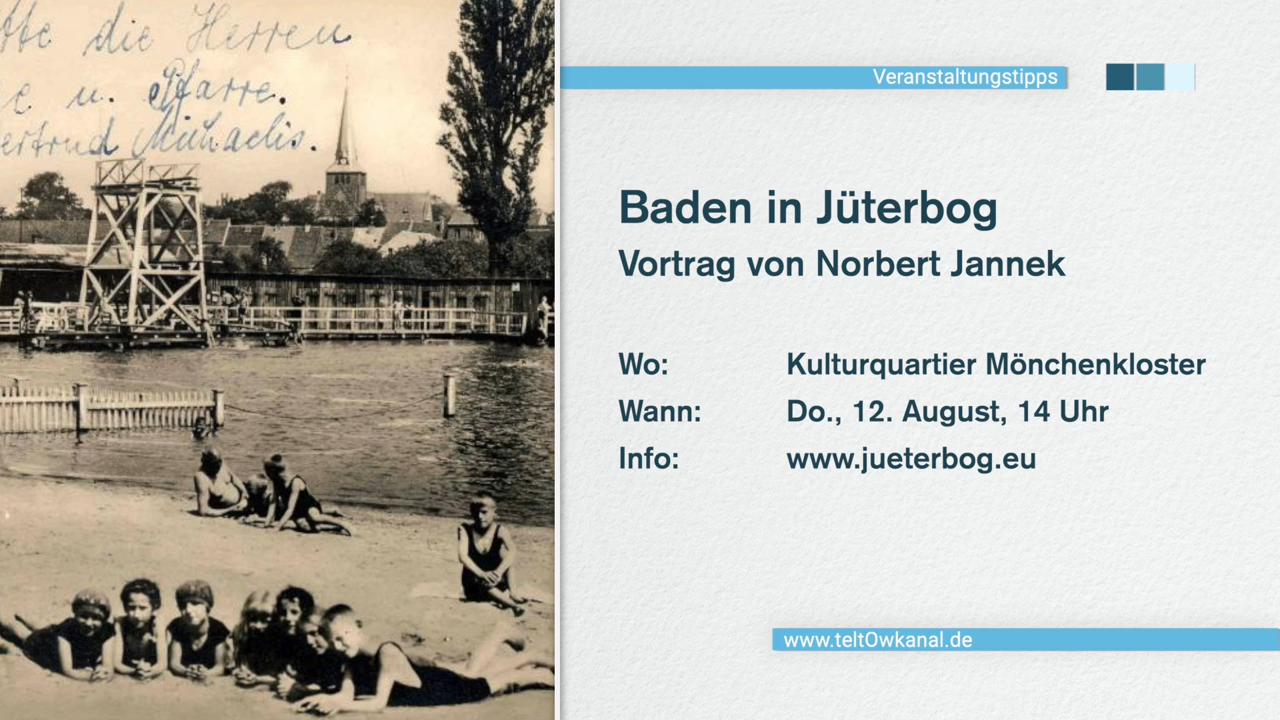 die Herren
u. Pfarre.
Michaelis.
Veranstaltungstipps
Baden in Jüterbog
Vortrag von Norbert Jannek
Wo: Kulturquartier Mönchenkloster
Wann: Do., 12. August, 14 Uhr
Info: www.jueterbog.eu
www.teltOwkanal.de